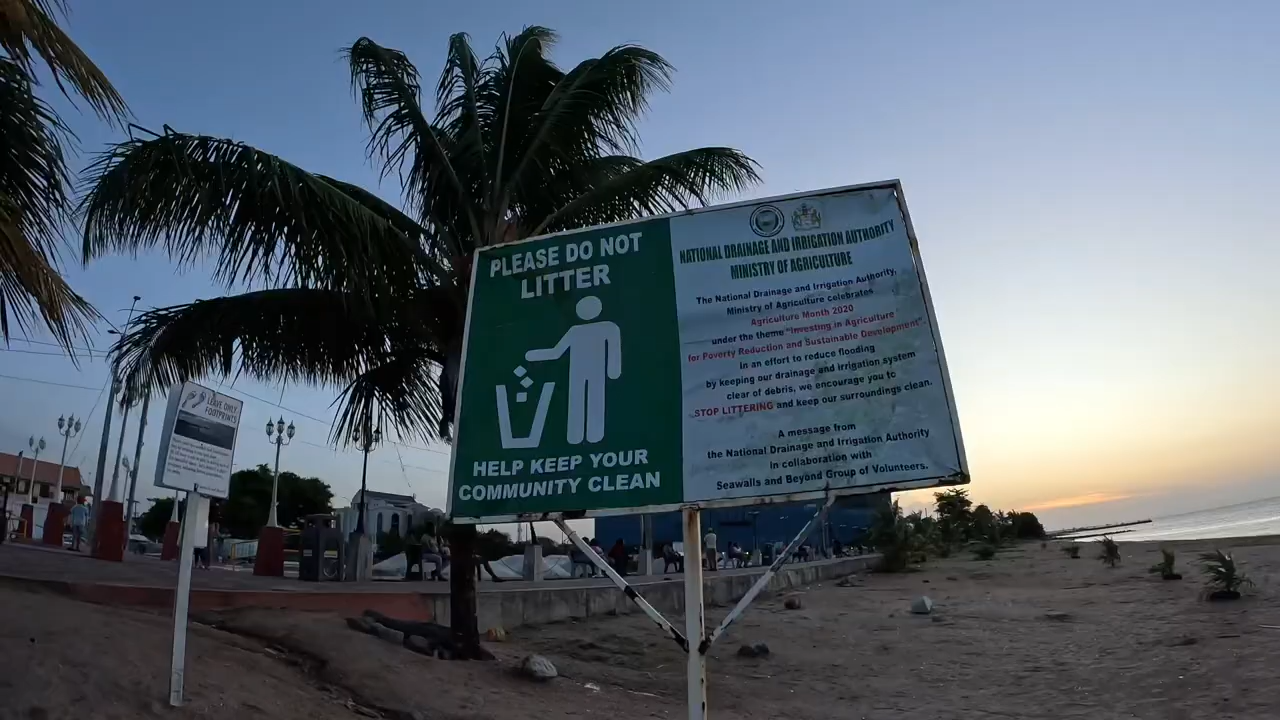 PLEASE DO NOT
LITTER
HELP KEEP YOUR
COMMUNITY CLEAN
NATIONAL DRAINAGE AND IRRIGATION AUTHORITY
MINISTRY OF AGRICULTURE
The National Drainage and Irrigation Authority,
Ministry of Agriculture celebrates
Agriculture Month 2020
under the theme "Investing in Agriculture
for Poverty Reduction and Sustainable Development"
in an effort to reduce flooding
by keeping our drainage and irrigation system
clear of debris, we encourage you to
STOP LITTERING and keep our surroundings clean.
A message from
the National Drainage and Irrigation Authority
in collaboration with
Seawalls and Beyond Group of Volunteers.
LEAVE ONLY
FOOTPRINTS